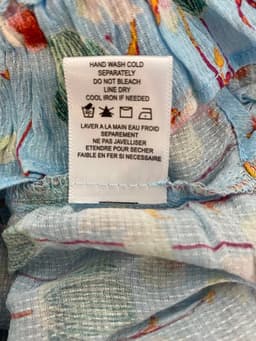 HAND WASH COLD
SEPARATELY
DO NOT BLEACH
LINE DRY
COOL IRON IF NEEDED
LAVER A LA MAIN EAU FROID
SEPAREMENT
NE PAS JAVELLISER
ETENDRE POUR SECHER
FAIBLE EN FER SI NECESSAIRE